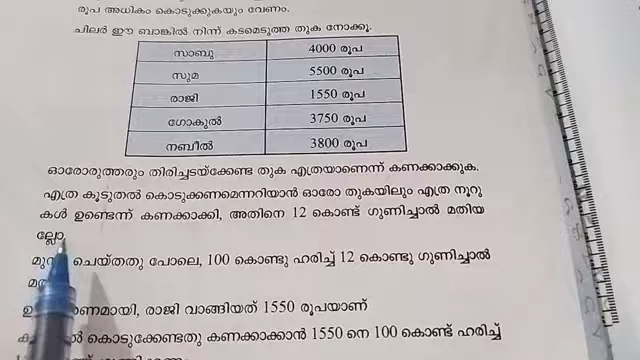 രൂപ അധികം കൊടുക്കുകയും വേണം.
ചിലർ ഈ ബാങ്കിൽ നിന്ന് കടമെടുത്ത തുക നോക്കൂ.
സാബു 4000 രൂപ
സുമ 5500 രൂപ
രാജി 1550 രൂപ
ഗോകുൽ 3750 രൂപ
നബീൽ 3800 രൂപ
ഓരോരുത്തരും തിരിച്ചടയ്ക്കേണ്ട തുക എത്രയാണെന്ന് കണക്കാക്കുക.
എത്ര കൂടുതൽ കൊടുക്കണമെന്നറിയാൻ ഓരോ തുകയിലും എത്ര നൂറു
കൾ ഉണ്ടെന്ന് കണക്കാക്കി, അതിനെ 12 കൊണ്ട് ഗുണിച്ചാൽ മതിയ
ല്ലോ.
ചെയ്തതു പോലെ, 100 കൊണ്ടു ഹരിച്ച് 12 കൊണ്ടു ഗുണിച്ചാൽ
രാജി വാങ്ങിയത് 1550 രൂപയാണ്
കൊടുക്കേണ്ടതു കണക്കാക്കാൻ 1550 നെ 100 കൊണ്ട് ഹരിച്ച്